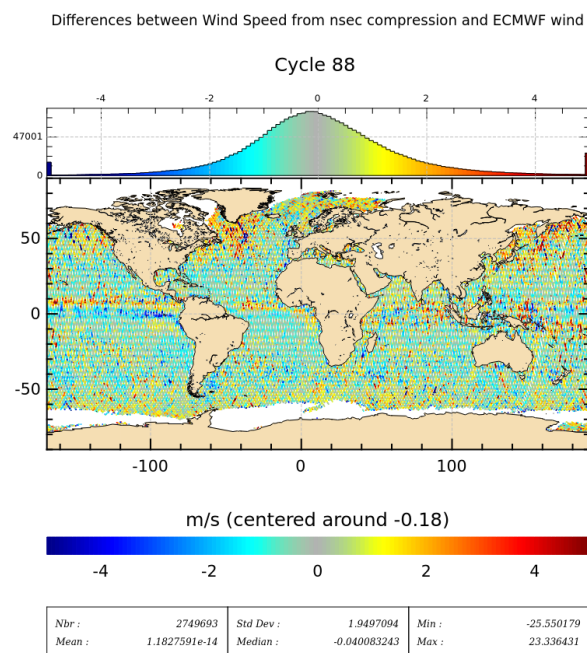 Differences between Wind Speed from nsec compression and ECMWF wind
Cycle 88
-4 -2 0 2 4
47001
0
50
0
-50
-100 0 100
m/s (centered around -0.18)
-4 -2 0 2 4
Nbr : 2749693 Std Dev : 1.9497094 Min : -25.550179
Mean : 1.1827591e-14 Median : -0.040083243 Max : 23.336431